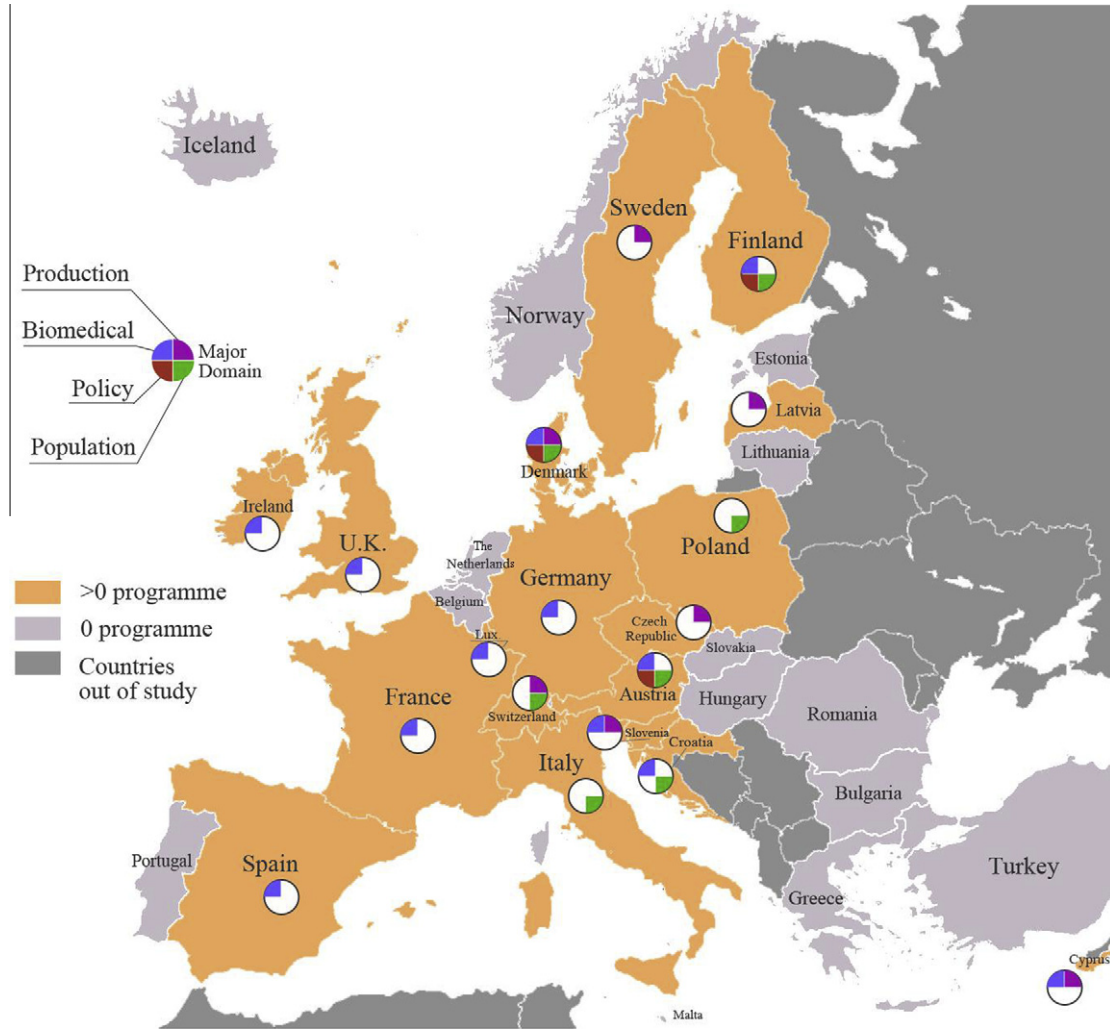 Iceland
Sweden
Finland
Production
Biomedical
Major
Domain
Policy
Population
Norway
Estonia
Latvia
Lithuania
Denmark
Ireland
U.K.
The
Netherlands
Belgium
Germany
Poland
>0 programme
0 programme
Countries
out of study
Lux
Czech
Republic
Slovakia
France
Switzerland
Austria
Hungary
Romania
Slovenia
Croatia
Italy
Bulgaria
Portugal
Spain
Greece
Turkey
Cyprus
Malta